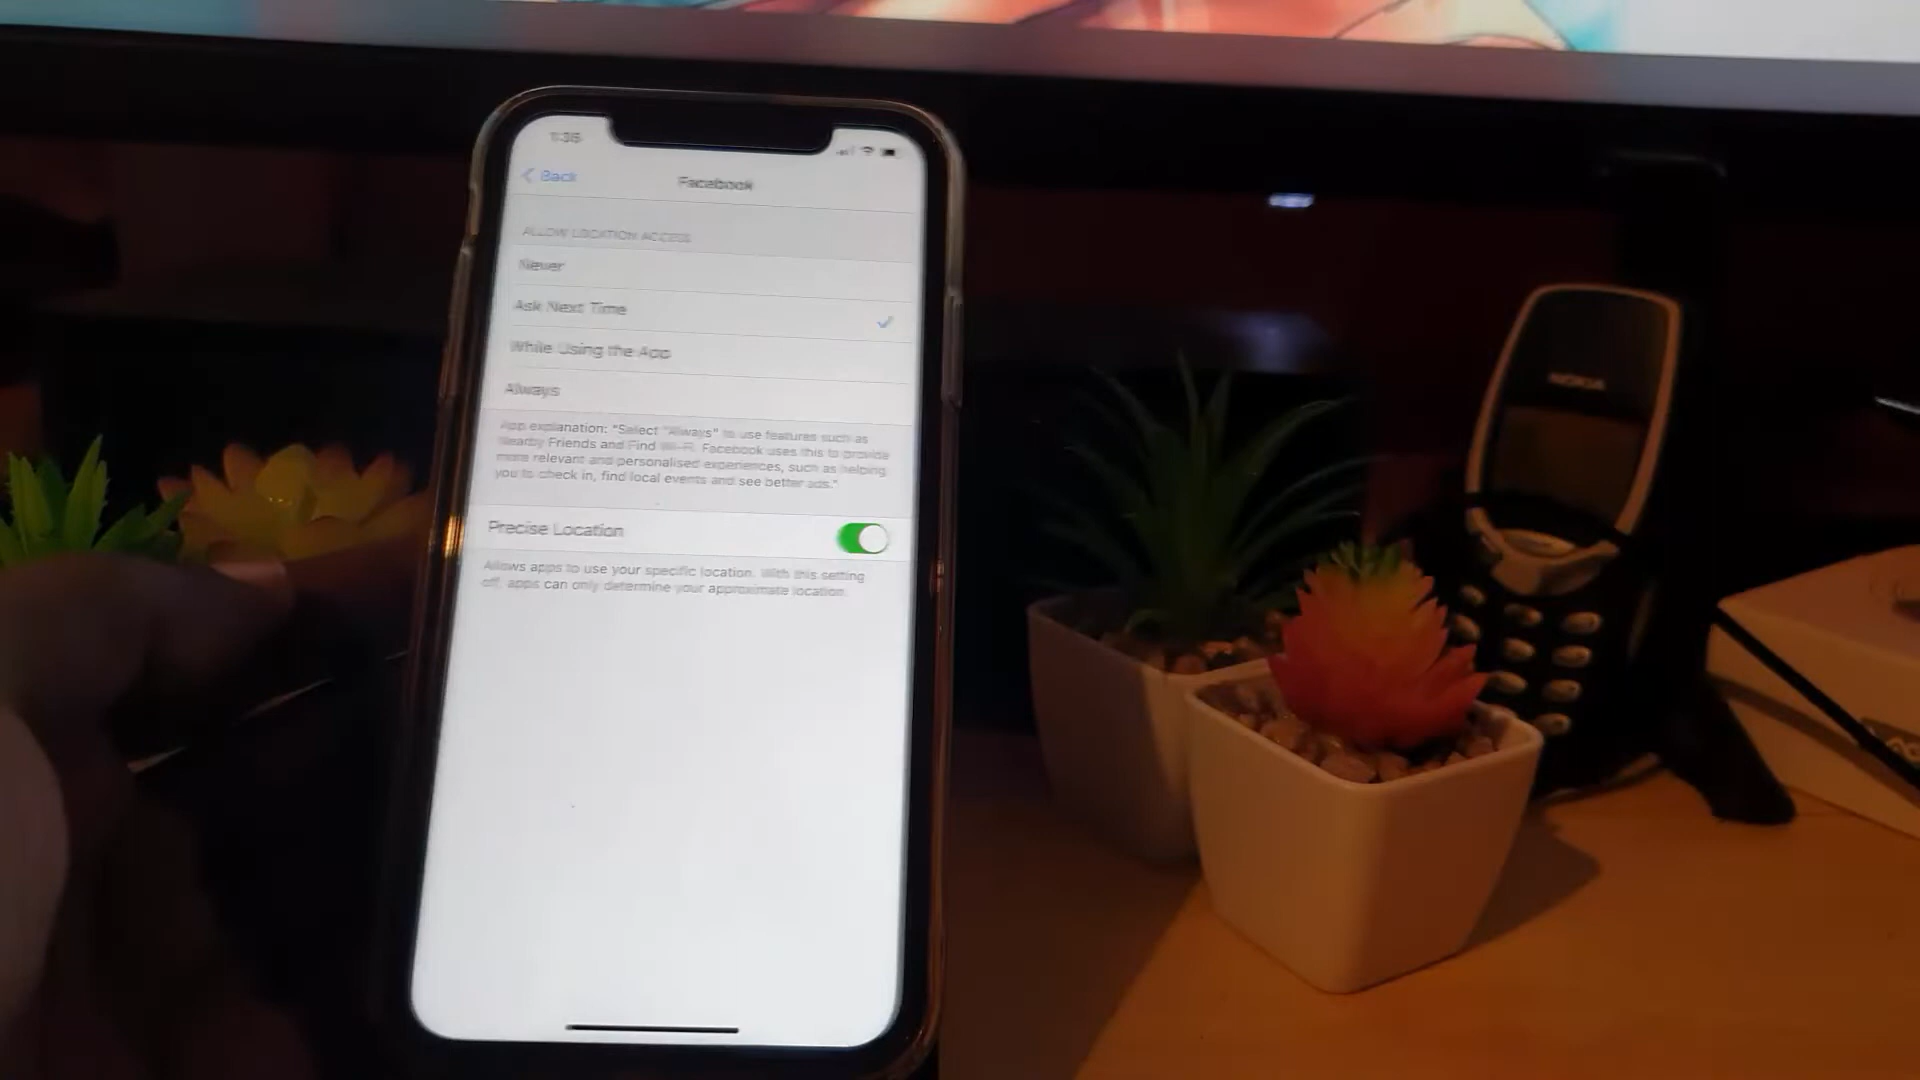 1:35
Back
Facebook
ALLOW LOCATION ACCESS
Never
Ask Next Time
While Using the App
Always
App explanation: "Select "Always" to use features such as
Nearby Friends and Find Wi-Fi. Facebook uses this to provide
more relevant and personalised experiences, such as helping
you to check in, find local events and see better ads."
Precise Location
Allows apps to use your specific location. With this setting
off, apps can only determine your approximate location.
NOKIA